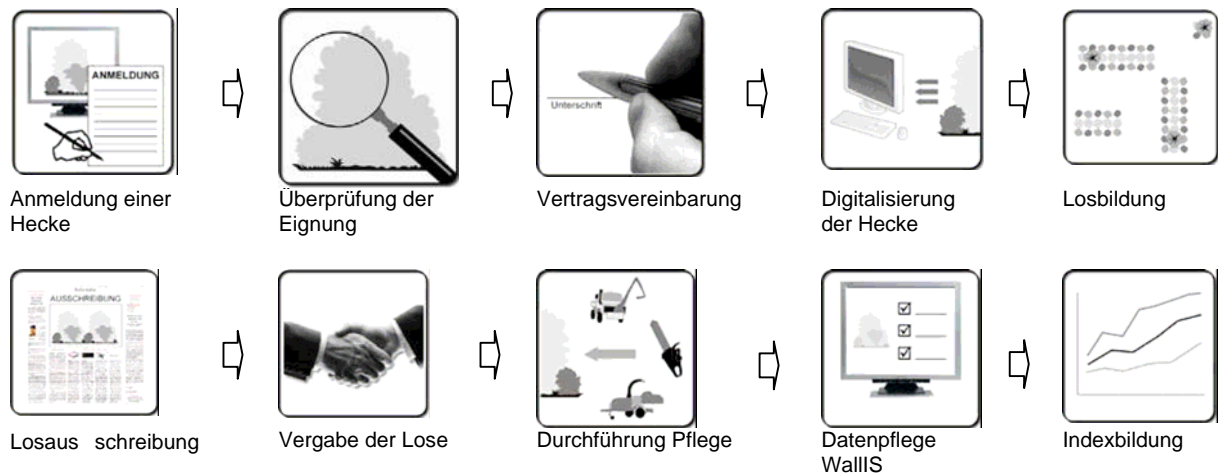 ANMELDUNG
Unterschrift
Anmeldung einer
Hecke
Überprüfung der
Eignung
Vertragsvereinbarung
Digitalisierung
der Hecke
Losbildung
AUSSCHREIBUNG
Losaus schreibung
Vergabe der Lose
Durchführung Pflege
Datenpflege
WallIS
Indexbildung